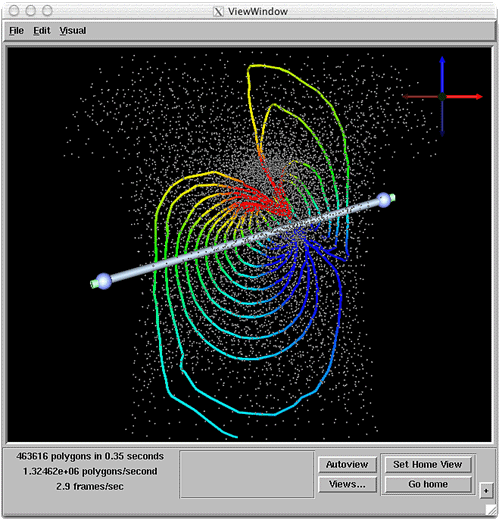 ViewWindow
File Edit Visual
463616 polygons in 0.35 seconds
1.32462e+06 polygons/second
2.9 frames/sec
Autoview
Set Home View
Views...
Go home
+